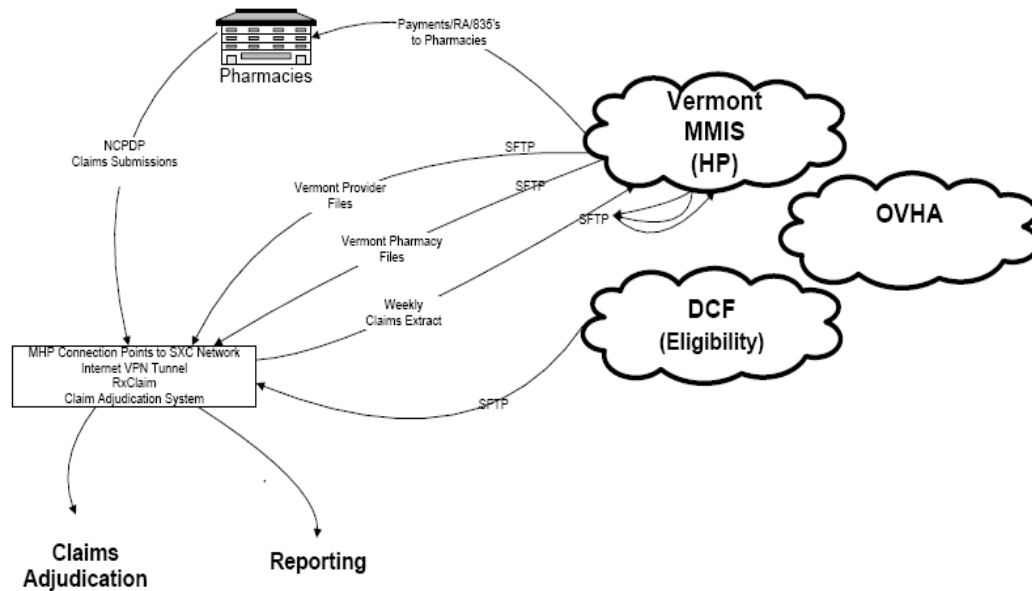 Payments/RA/835's
to Pharmacies
Pharmacies
Vermont
MMIS
(HP)
NCPDP
Claims Submissions
SFTP
Vermont Provider
Files
SFTP
OVHA
SFTP
Vermont Pharmacy
Files
Weekly
Claims Extract
DCF
(Eligibility)
MHP Connection Points to SXC Network
Internet VPN Tunnel
RxClaim
Claim Adjudication System
SFTP
Claims
Adjudication
Reporting